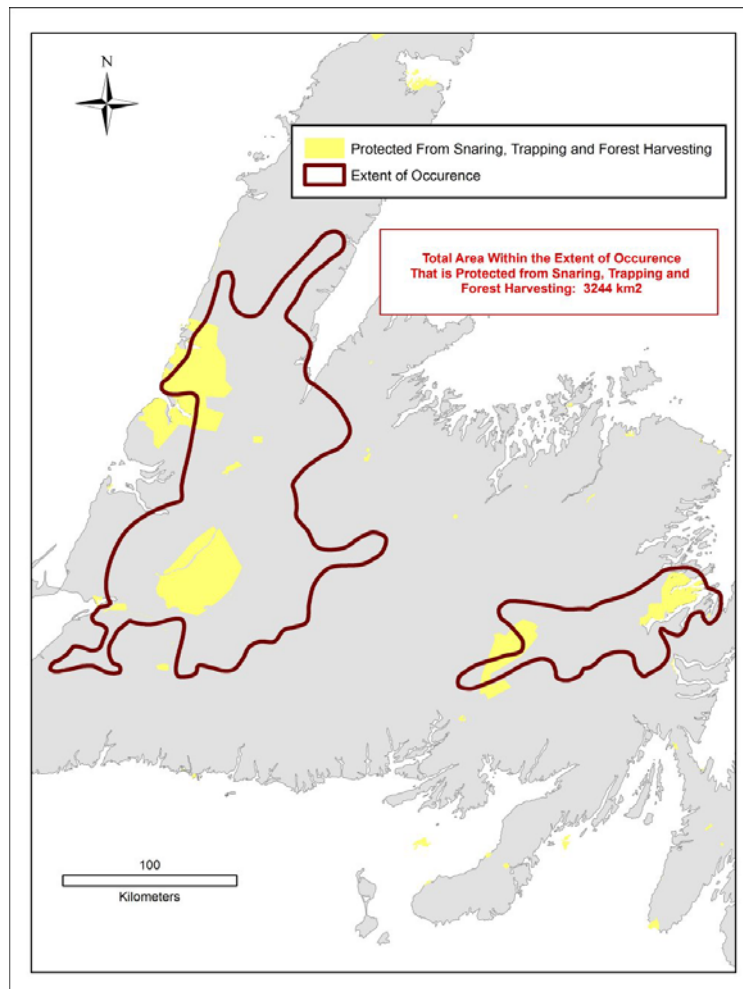 N
Protected From Snaring, Trapping and Forest Harvesting
Extent of Occurence
Total Area Within the Extent of Occurence
That is Protected from Snaring, Trapping and
Forest Harvesting: 3244 km2
100
Kilometers